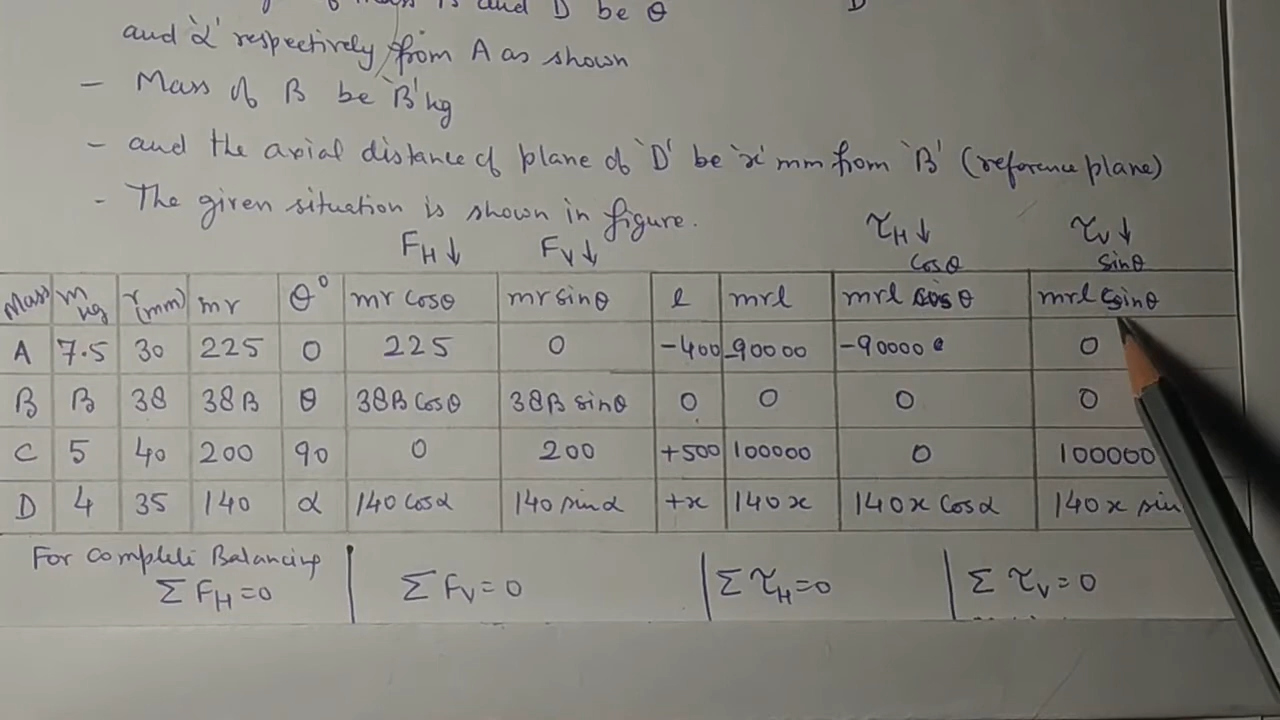 is and D be θ
D
and 'α' respectively from A as shown
- Mass of B be 'B' kg
- and the axial distance of plane of 'D' be 'x' mm from 'B' (reference plane)
- The given situation is shown in figure.
F_H↓ F_V↓ τ_H↓ τ_V↓
cosθ sinθ
Mass m kg r (mm) mr θ° mr cosθ mr sinθ l mrl mrl cosθ mrl sinθ
A 7.5 30 225 0 225 0 -400 -90000 -90000 0
B B 38 38B θ 38B cosθ 38B sinθ 0 0 0 0
C 5 40 200 90 0 200 +500 100000 0 100000
D 4 35 140 α 140 cosα 140 sinα +x 140x 140x cosα 140x sin
For complete Balancing
ΣF_H=0 ΣF_V=0 Στ_H=0 Στ_V=0